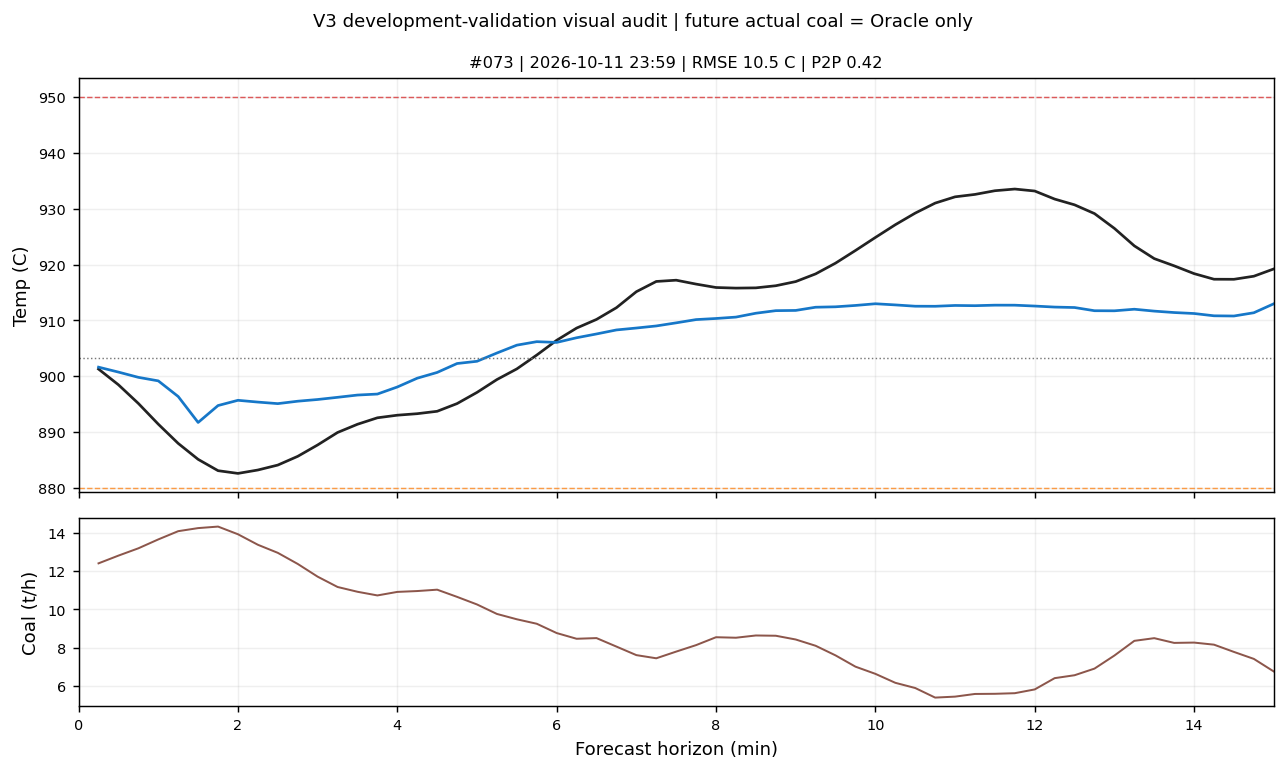 V3 development-validation visual audit | future actual coal = Oracle only
#073 | 2026-10-11 23:59 | RMSE 10.5 C | P2P 0.42
950
940
930
920
910
900
890
880
Temp (C)
14
12
10
8
6
Coal (t/h)
0 2 4 6 8 10 12 14
Forecast horizon (min)